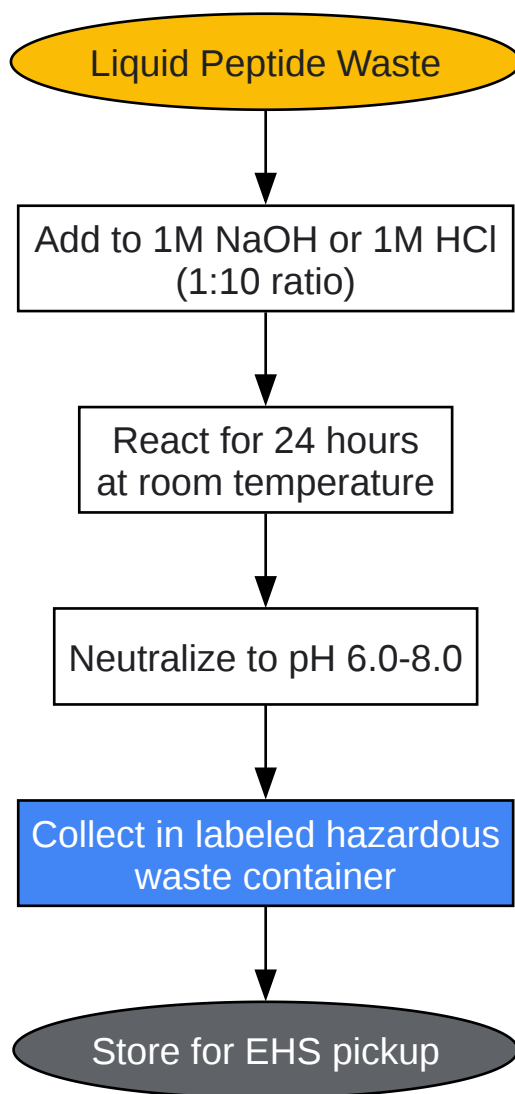 Liquid Peptide Waste
Add to 1M NaOH or 1M HCl
(1:10 ratio)
React for 24 hours
at room temperature
Neutralize to pH 6.0-8.0
Collect in labeled hazardous
waste container
Store for EHS pickup